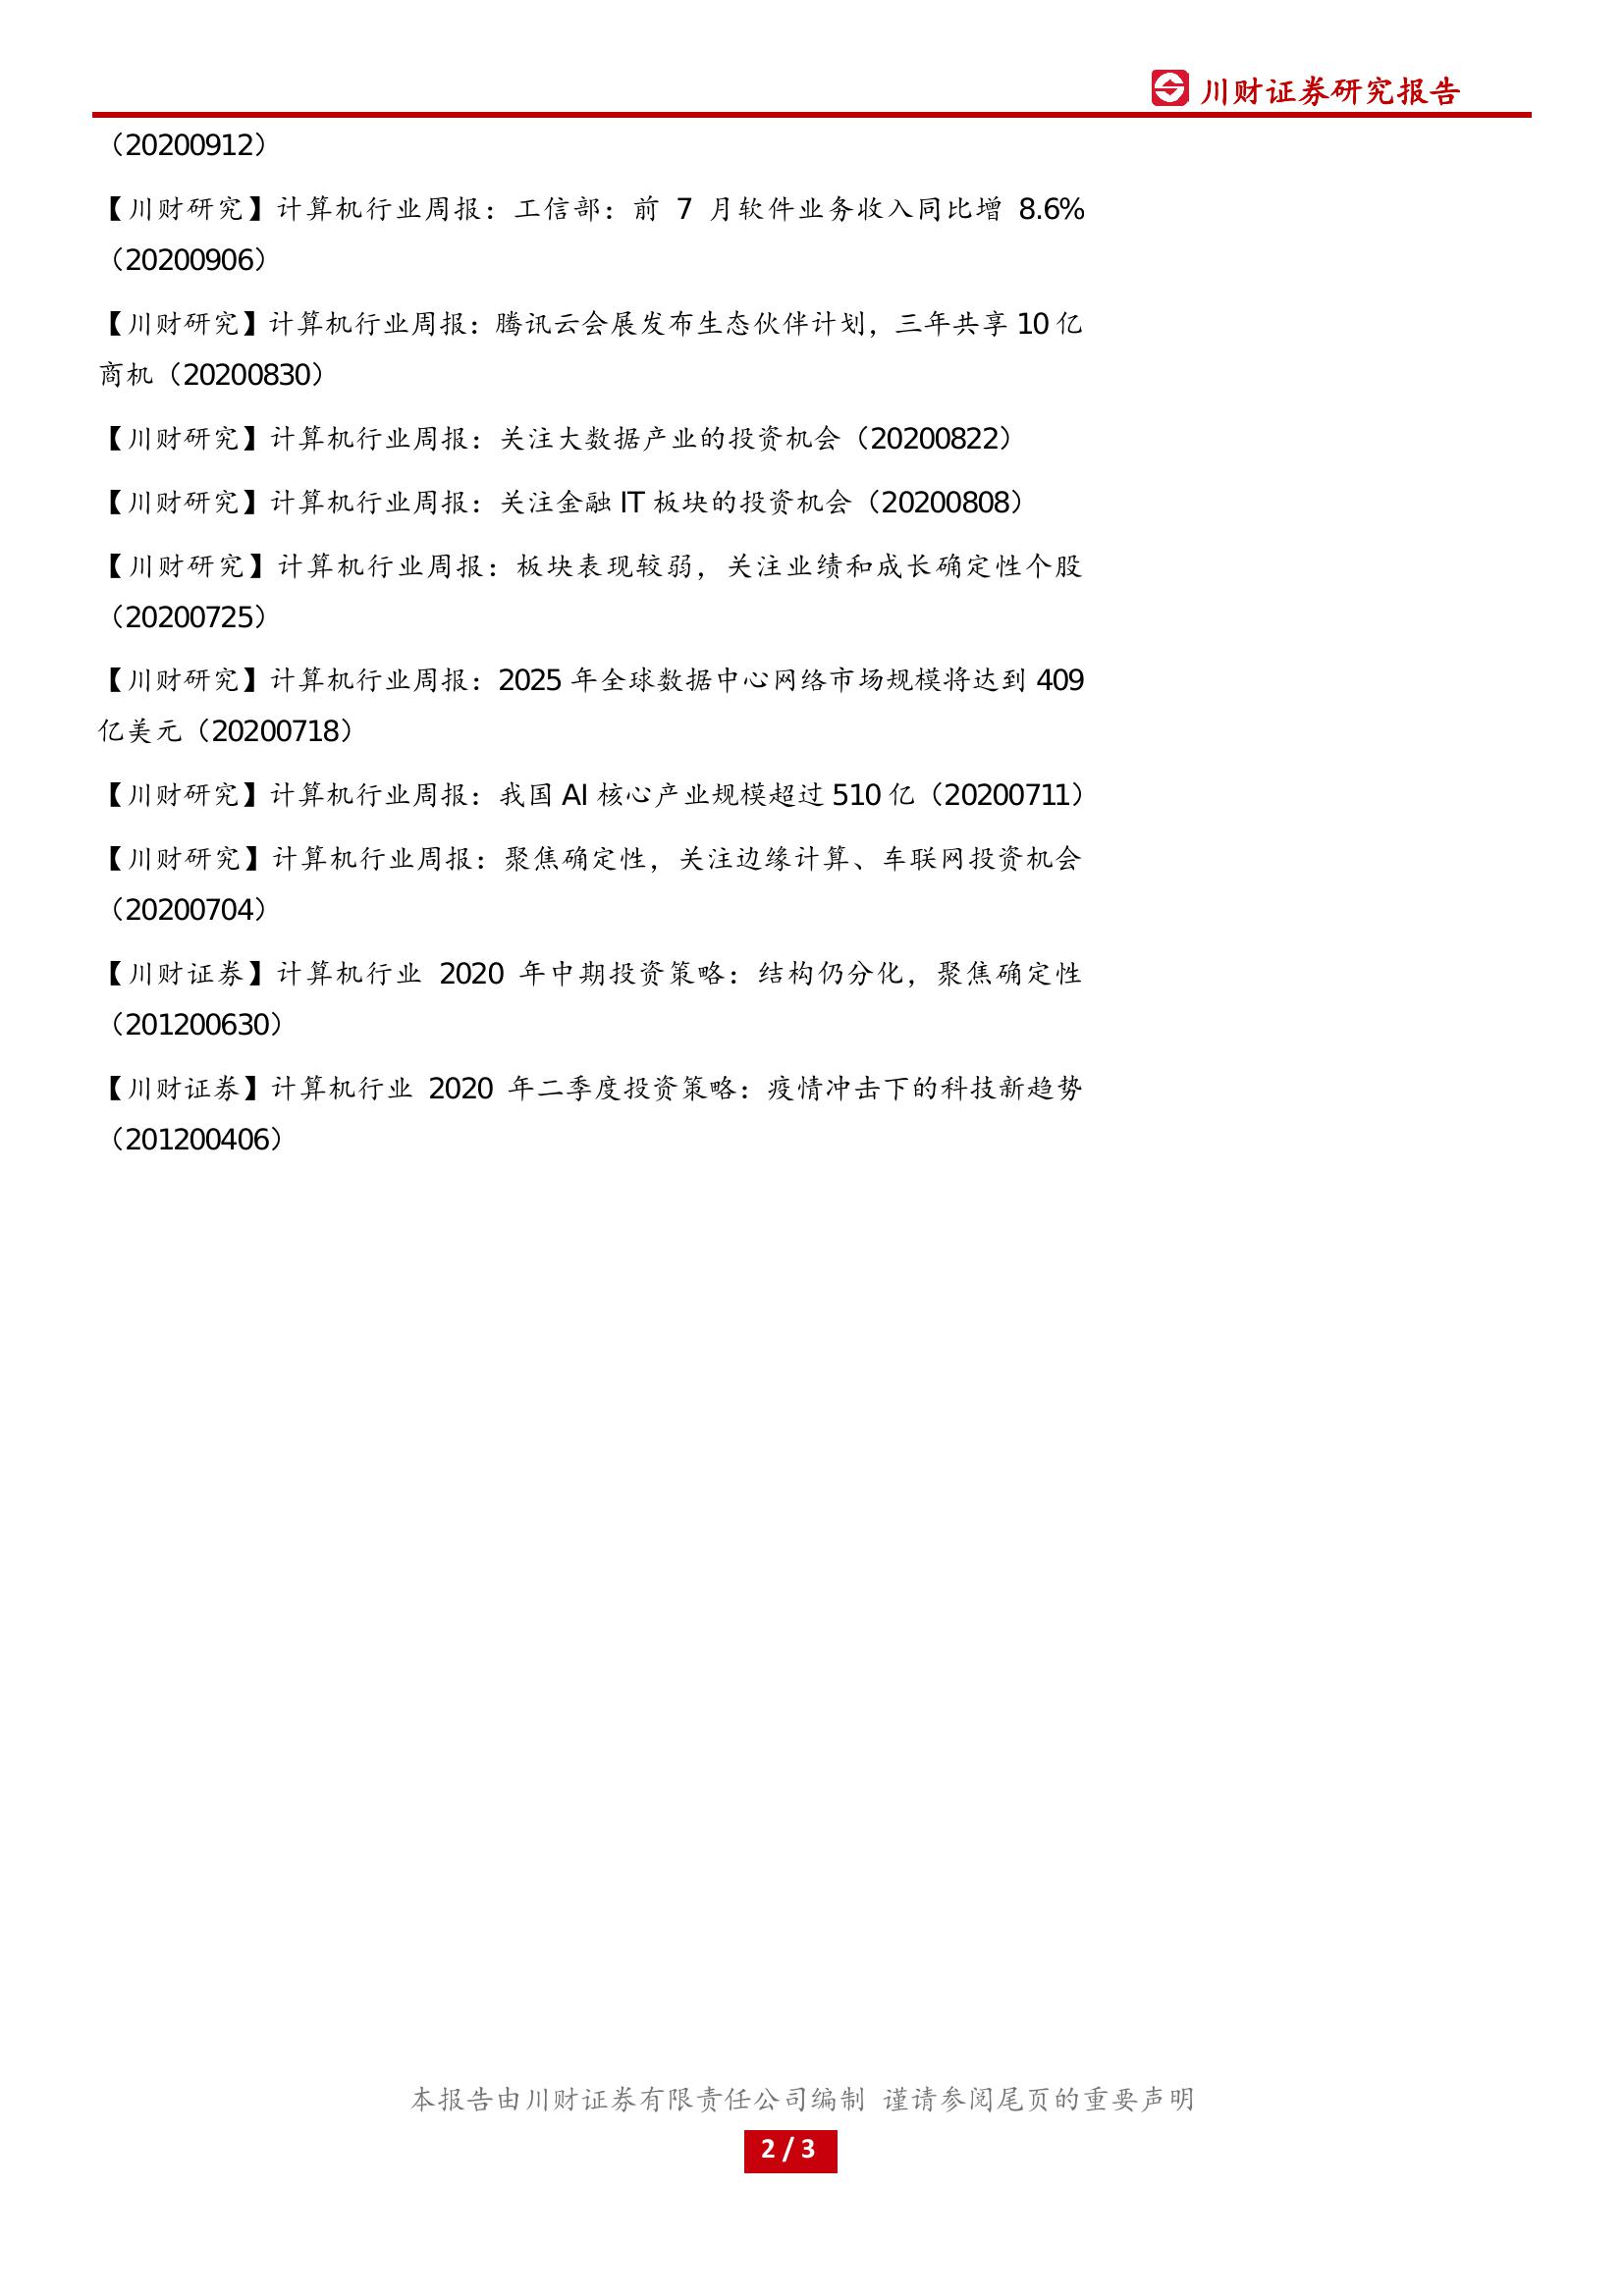 川财证券研究报告
（20200912）
【川财研究】计算机行业周报：工信部：前 7 月软件业务收入同比增 8.6%
（20200906）
【川财研究】计算机行业周报：腾讯云会展发布生态伙伴计划，三年共享 10 亿
商机（20200830）
【川财研究】计算机行业周报：关注大数据产业的投资机会（20200822）
【川财研究】计算机行业周报：关注金融 IT 板块的投资机会（20200808）
【川财研究】计算机行业周报：板块表现较弱，关注业绩和成长确定性个股
（20200725）
【川财研究】计算机行业周报：2025 年全球数据中心网络市场规模将达到 409
亿美元（20200718）
【川财研究】计算机行业周报：我国 AI 核心产业规模超过 510 亿（20200711）
【川财研究】计算机行业周报：聚焦确定性，关注边缘计算、车联网投资机会
（20200704）
【川财证券】计算机行业 2020 年中期投资策略：结构仍分化，聚焦确定性
（201200630）
【川财证券】计算机行业 2020 年二季度投资策略：疫情冲击下的科技新趋势
（201200406）
本报告由川财证券有限责任公司编制 谨请参阅尾页的重要声明
2 / 3